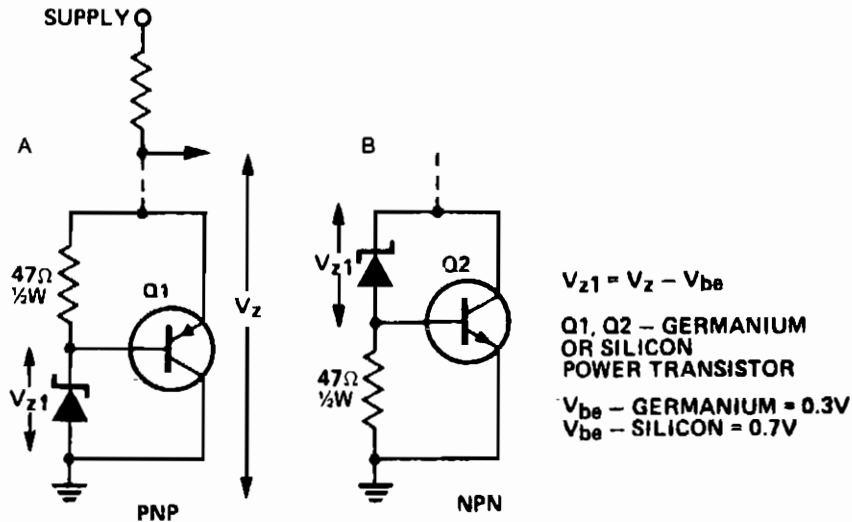 SUPPLY
A
B
47Ω
½W
Q1
Vz
Vz1
PNP
Vz1
Q2
47Ω
½W
NPN
Vz1 = Vz − Vbe
Q1, Q2 – GERMANIUM
OR SILICON
POWER TRANSISTOR
Vbe – GERMANIUM = 0.3V
Vbe – SILICON = 0.7V